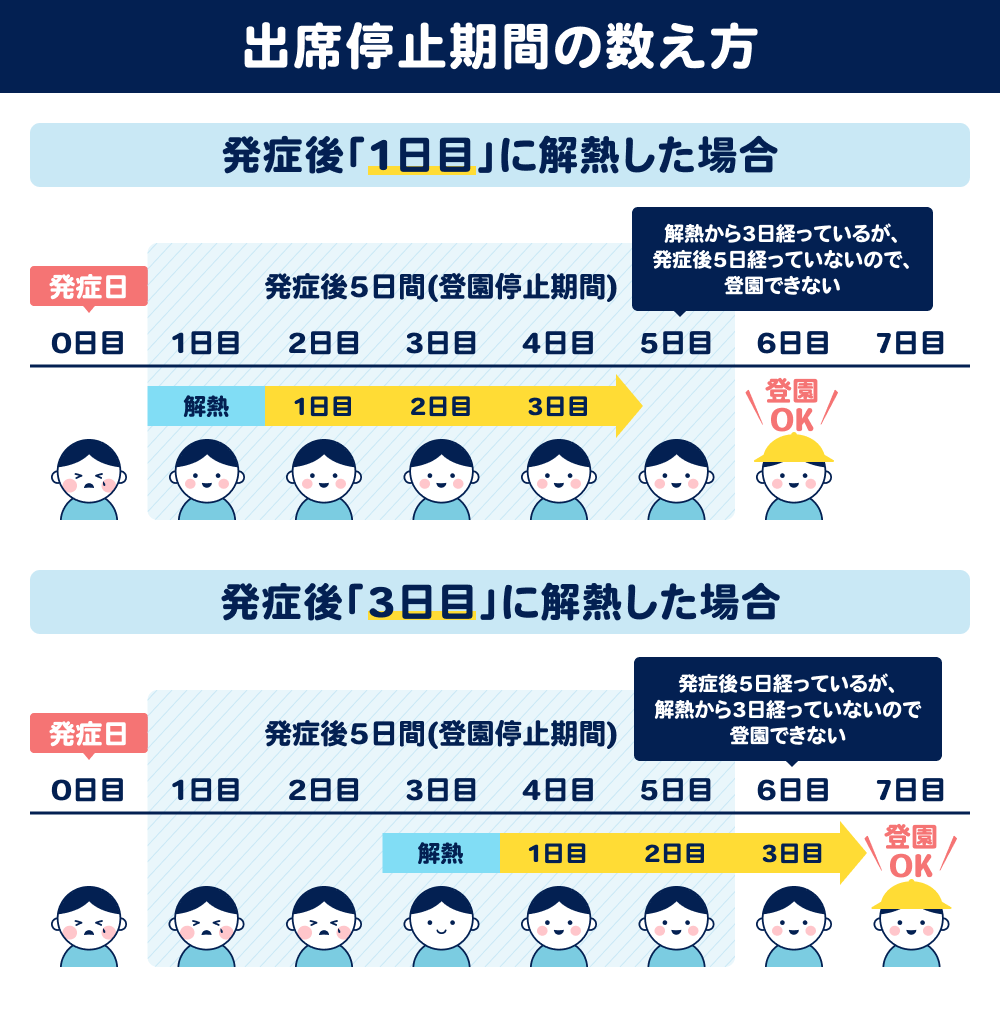 出席停止期間の数え方
発症後「1日目」に解熱した場合
解熱から3日経っているが、
発症後5日経っていないので、
登園できない
発症日
発症後5日間(登園停止期間)
0日目 1日目 2日目 3日目 4日目 5日目 6日目 7日目
解熱 1日目 2日目 3日目
登園
OK
発症後「3日目」に解熱した場合
発症後5日経っているが、
解熱から3日経っていないので
登園できない
発症日
発症後5日間(登園停止期間)
0日目 1日目 2日目 3日目 4日目 5日目 6日目 7日目
解熱 1日目 2日目 3日目
登園
OK